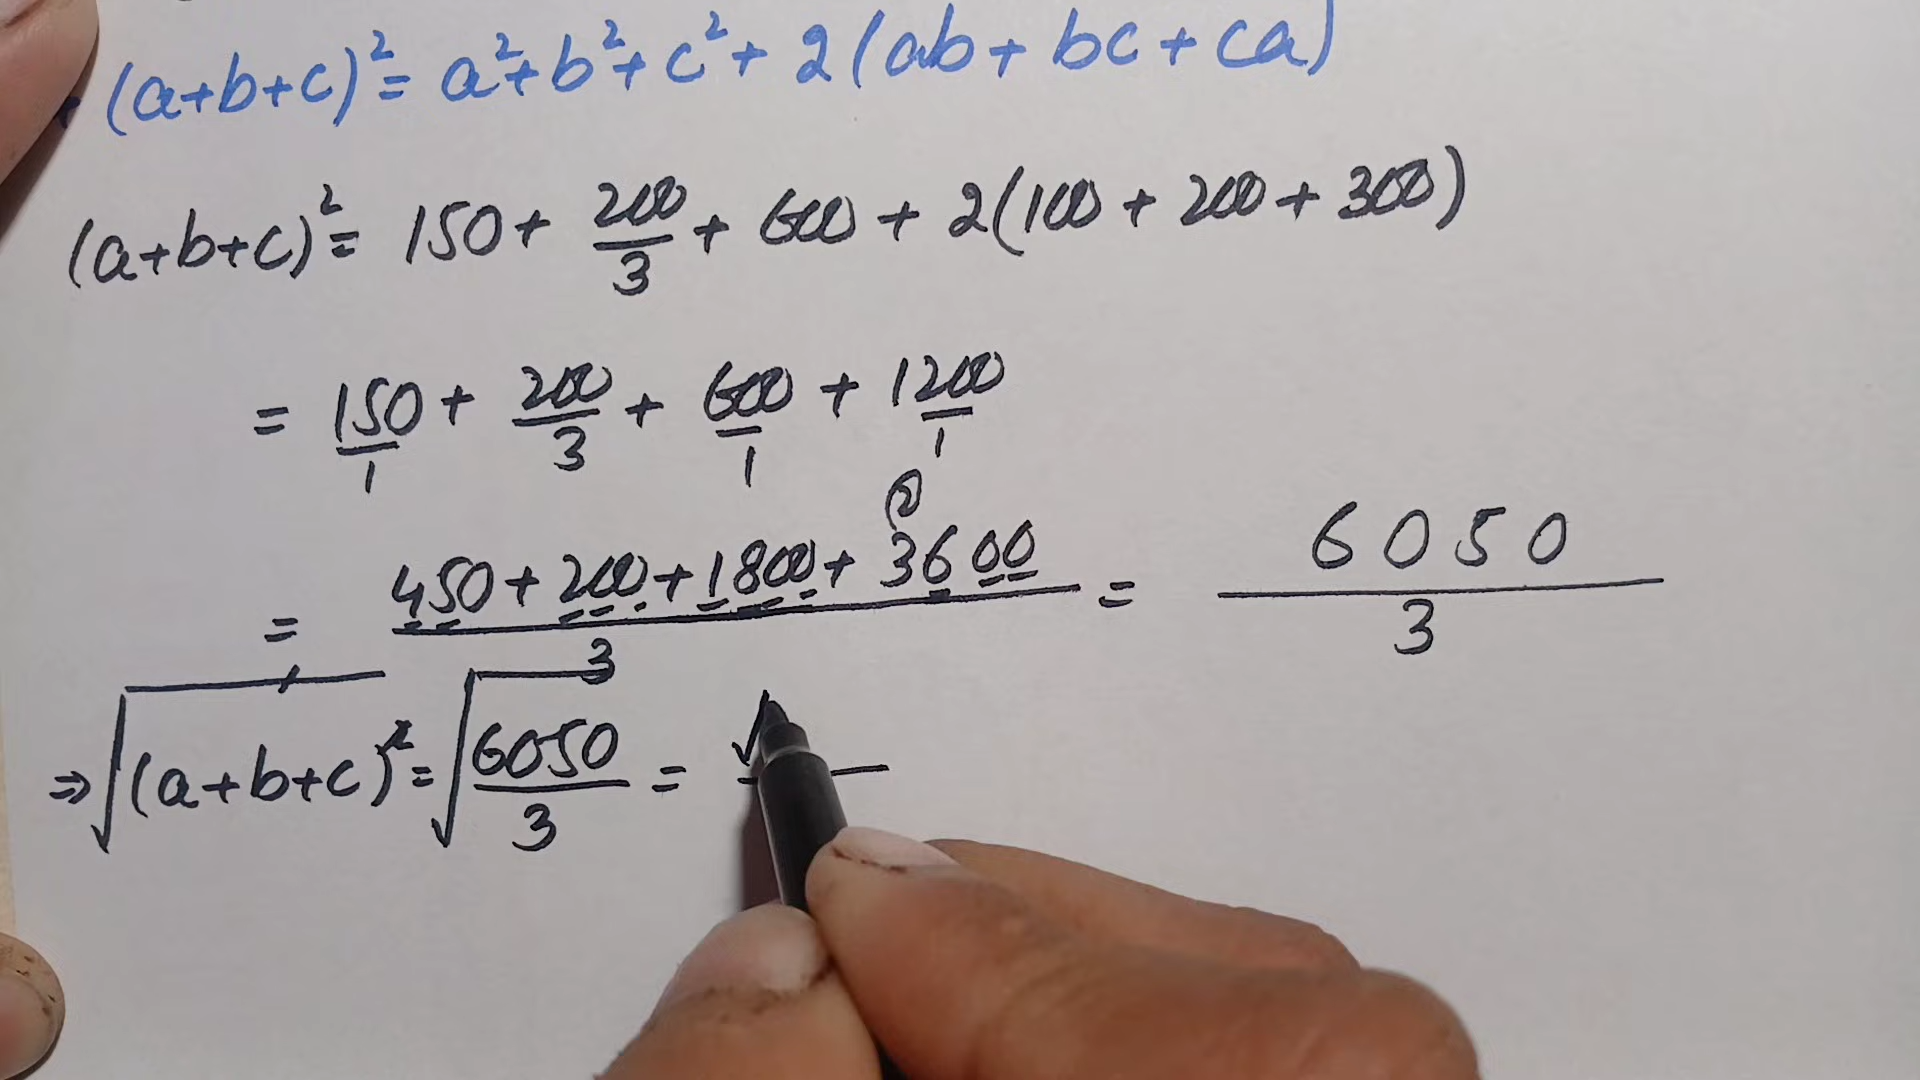 (a+b+c)² = a²+b²+c²+2(ab+bc+ca)
(a+b+c)² = 150 + 200/3 + 600 + 2(100+200+300)
= 150/1 + 200/3 + 600/1 + 1200/1
= (450+200+1800+3600)/3 = 6050/3
⇒ √(a+b+c)² = √(6050/3) = √